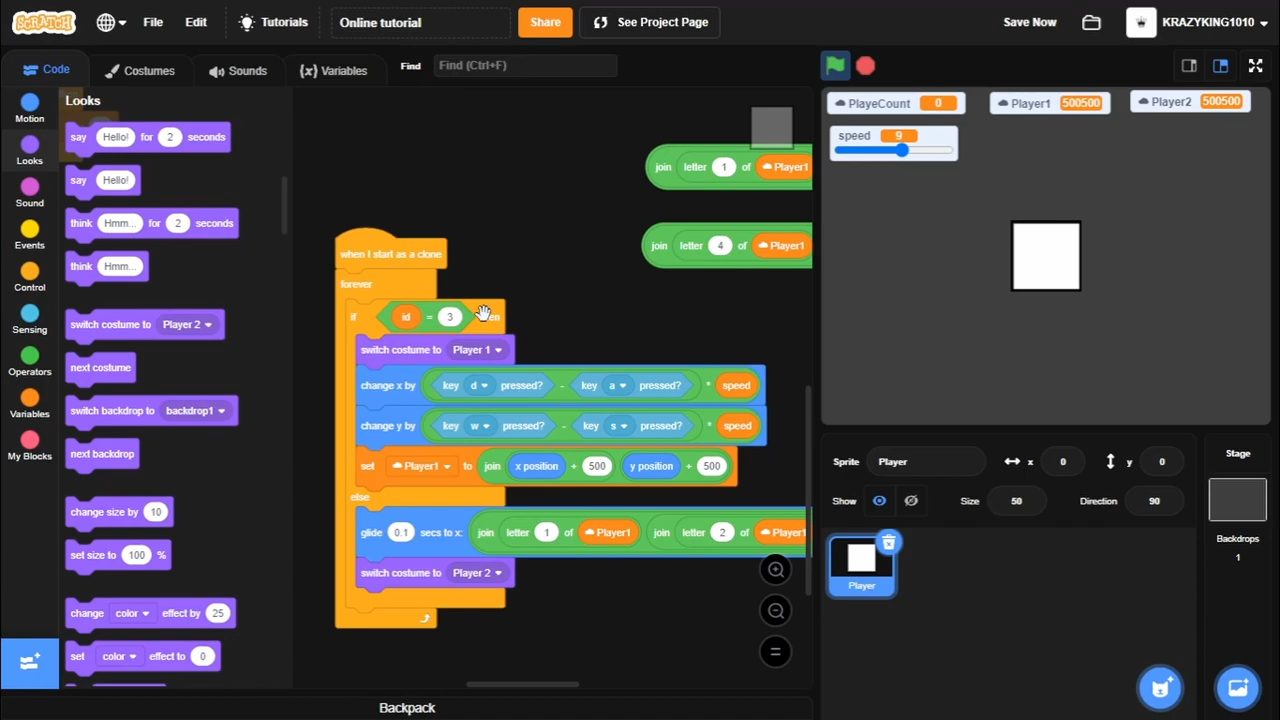 SCRATCH File Edit Tutorials Online tutorial Share See Project Page Save Now KRAZYKING1010
Code Costumes Sounds Variables Find Find (Ctrl+F)
Motion
Looks
Sound
Events
Control
Sensing
Operators
Variables
My Blocks
Looks
say Hello! for 2 seconds
say Hello!
think Hmm... for 2 seconds
think Hmm...
switch costume to Player 2
next costume
switch backdrop to backdrop1
next backdrop
change size by 10
set size to 100 %
change color effect by 25
set color effect to 0
join letter 1 of Player1
join letter 4 of Player1
when I start as a clone
forever
if id = 3
switch costume to Player 1
change x by key d pressed? - key a pressed? * speed
change y by key w pressed? - key s pressed? * speed
set Player1 to join x position + 500 y position + 500
else
glide 0.1 secs to x: join letter 1 of Player1 join letter 2 of Player1
switch costume to Player 2
Backpack
PlayeCount 0 Player1 500500 Player2 500500
speed 9
Sprite Player x 0 y 0
Show Size 50 Direction 90
Player
Stage
Backdrops
1